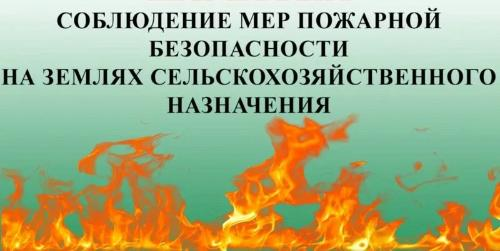 СОБЛЮДЕНИЕ МЕР ПОЖАРНОЙ
БЕЗОПАСНОСТИ
НА ЗЕМЛЯХ СЕЛЬСКОХОЗЯЙСТВЕННОГО
НАЗНАЧЕНИЯ